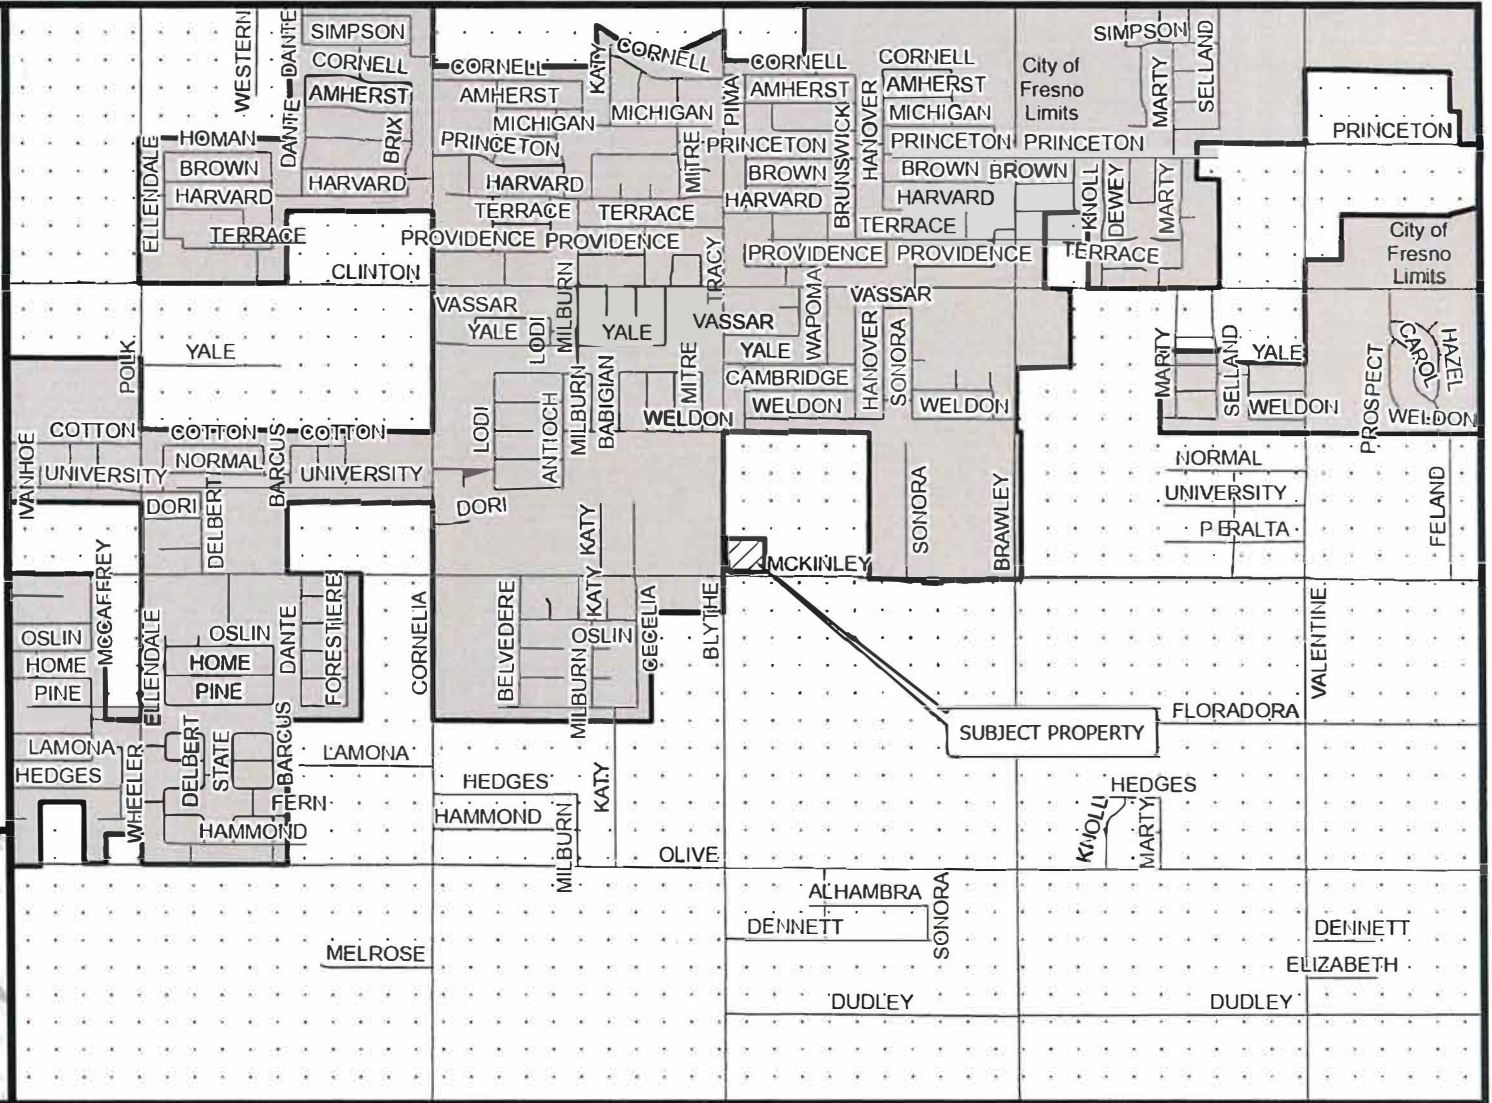 WESTERN
DANTE
SIMPSON
CORNELL
KATY
CORNELL
CORNELL
CORNELL
CORNELL
SIMPSON
MARTY
SELLAND
City of
Fresno
Limits
AMHERST
AMHERST
PIMA
AMHERST
HANOVER
AMHERST
DANTE
BRIX
MICHIGAN
MICHIGAN
BRUNSWICK
MICHIGAN
PRINCETON
ELLENDALE
HOMAN
PRINCETON
MITRE
PRINCETON
PRINCETON
PRINCETON
BROWN
BROWN
BROWN
BROWN
KNOLL
DEWEY
MARTY
HARVARD
HARVARD
HARVARD
HARVARD
HARVARD
TERRACE
TERRACE
TERRACE
TERRACE
TERRACE
PROVIDENCE
PROVIDENCE
PROVIDENCE
PROVIDENCE
City of
Fresno
Limits
CLINTON
TRACY
MILBURN
WAPOMA
VASSAR
VASSAR
VASSAR
YALE
LODI
YALE
HANOVER
SONORA
POLK
YALE
YALE
MARTY
SELLAND
YALE
PROSPECT
CAROL
HAZEL
MITRE
CAMBRIDGE
LODI
ANTIOCH
MILBURN
BABIGIAN
WELDON
WELDON
WELDON
WELDON
WELDON
IVANHOE
COTTON
COTTON
BARCUS
COTTON
UNIVERSITY
NORMAL
UNIVERSITY
NORMAL
UNIVERSITY
PERALTA
FELAND
DORI
DELBERT
DORI
KATY
SONORA
BRAWLEY
MCKINLEY
MCCAFFREY
ELLENDALE
OSLIN
OSLIN
DANTE
FORESTIERE
CORNELIA
BELVEDERE
KATY
OSLIN
MILBURN
CECELIA
BLYTHE
VALENTINE
HOME
HOME
PINE
PINE
FLORADORA
SUBJECT PROPERTY
LAMONA
WHEELER
DELBERT
STATE
BARCUS
LAMONA
HEDGES
HEDGES
KATY
HEDGES
FERN
HAMMOND
HAMMOND
MILBURN
KNOLL
MARTY
OLIVE
ALHAMBRA
SONORA
DENNETT
DENNETT
MELROSE
ELIZABETH
DUDLEY
DUDLEY